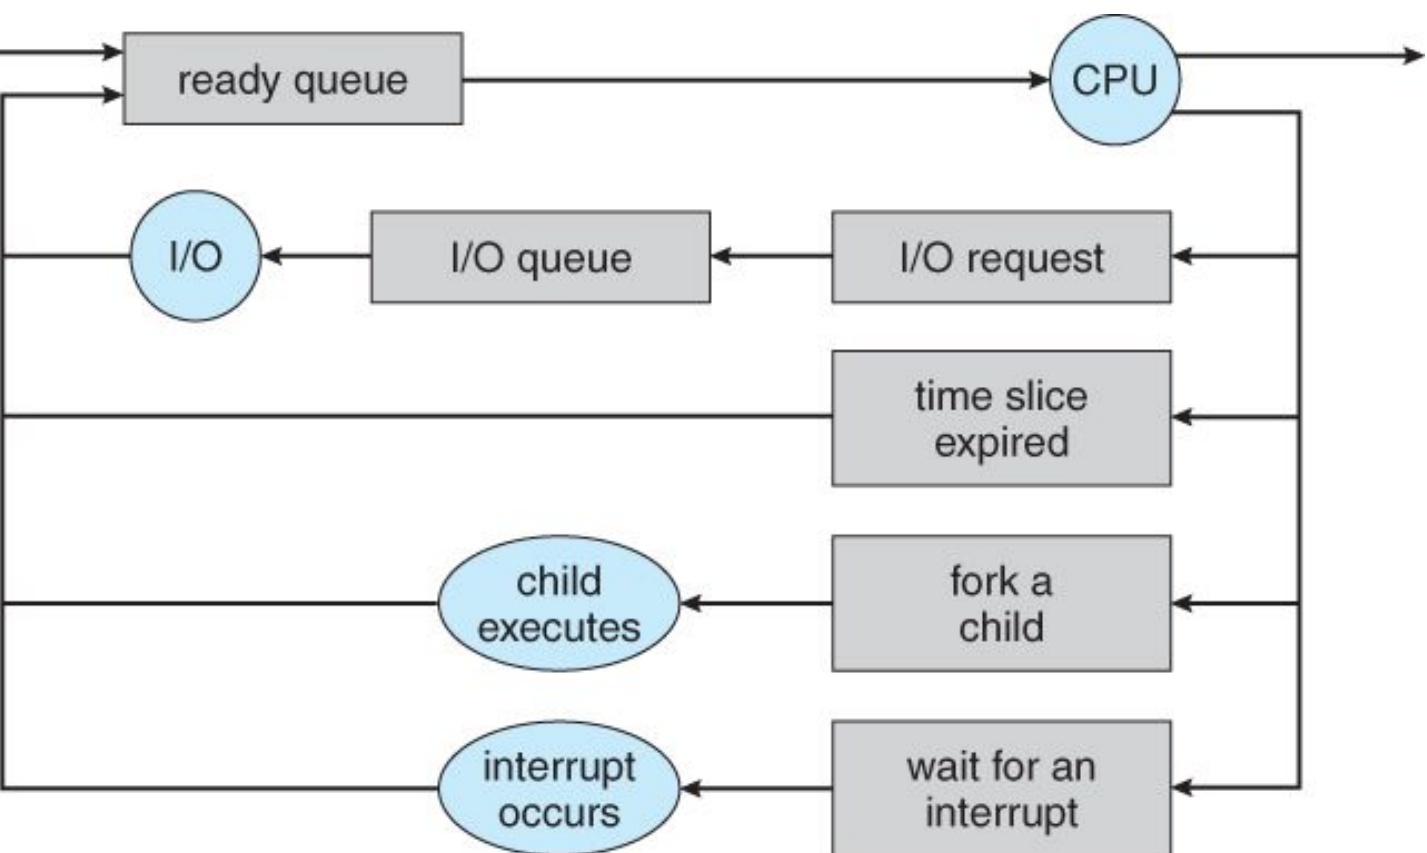 ready queue
CPU
I/O
I/O queue
I/O request
time slice
expired
child
executes
fork a
child
interrupt
occurs
wait for an
interrupt